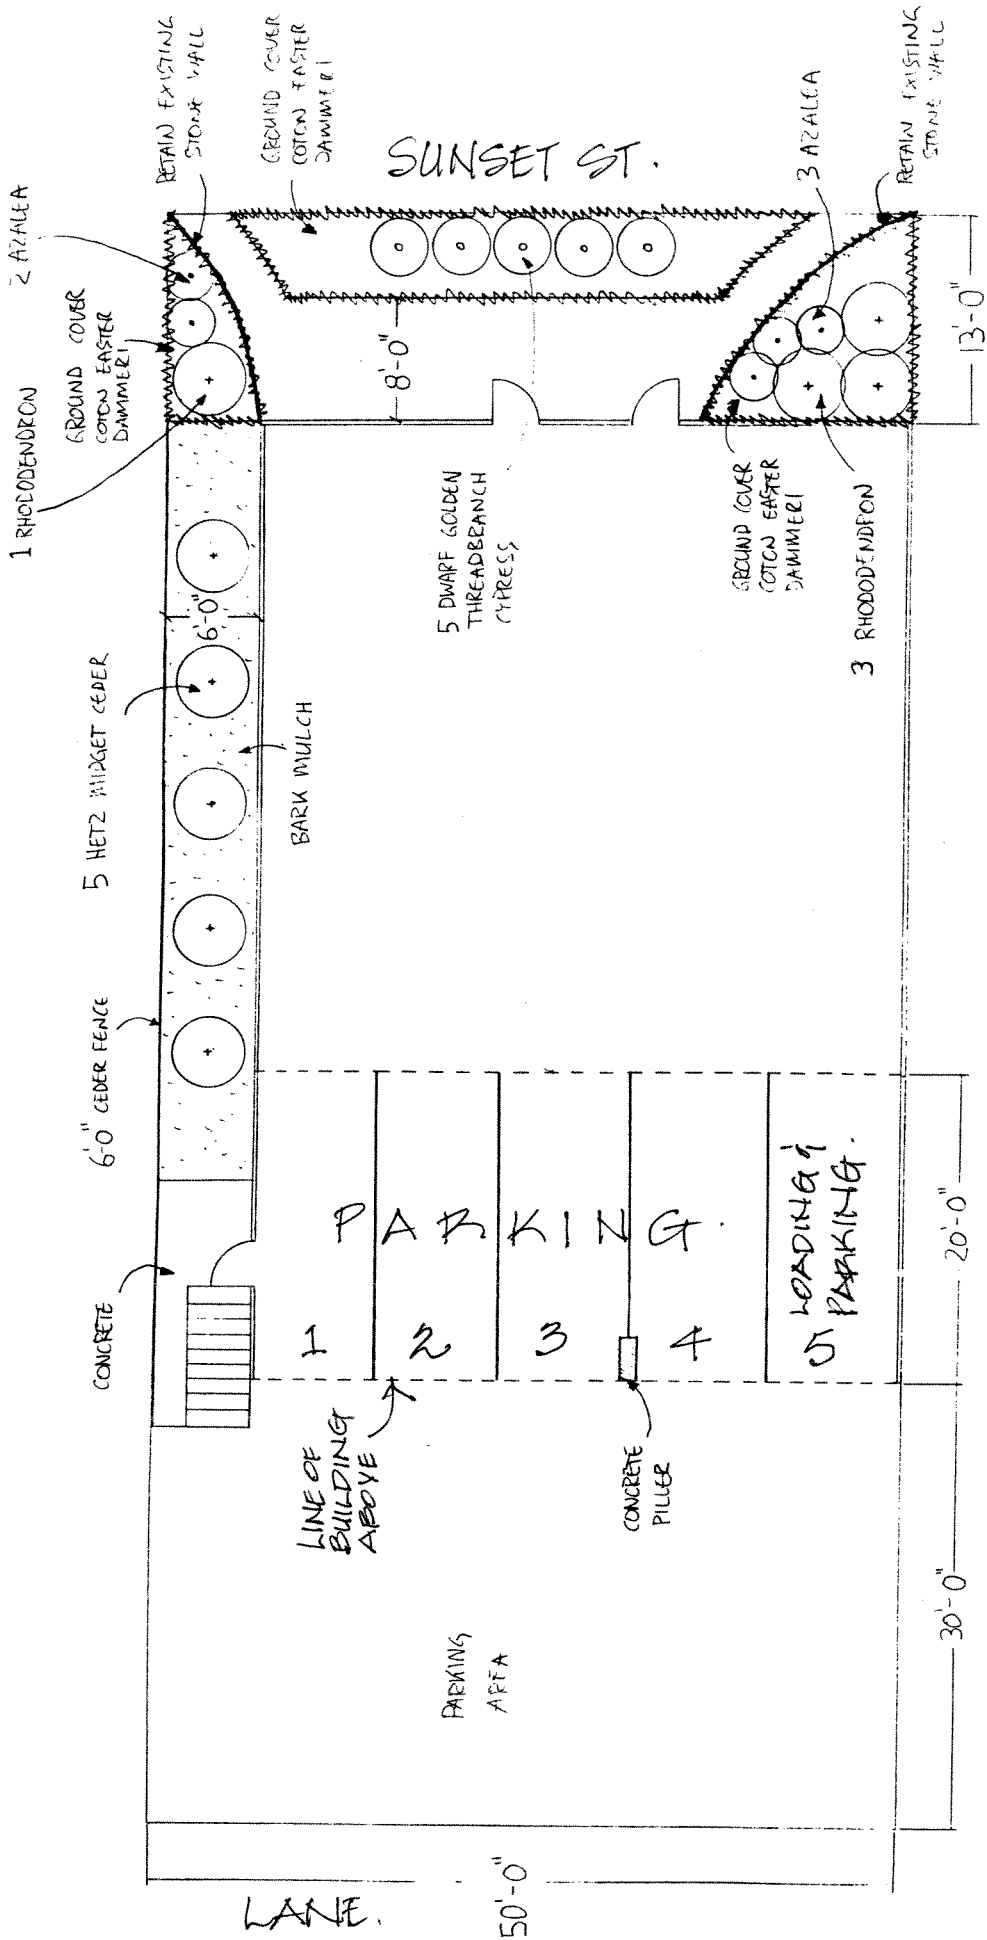 2 AZALEA
1 RHODODENDRON
GROUND COVER
COTON EASTER
DAMMERI
RETAIN EXISTING
STONE WALL
GROUND COVER
COTON EASTER
DAMMERI
SUNSET ST.
3 AZALEA
RETAIN EXISTING
STONE WALL
13'-0"
8'-0"
6'-0"
5 HETZ MIDGET CEDER
BARK MULCH
5 DWARF GOLDEN
THREADBRANCH
CYPRESS
GROUND COVER
COTON EASTER
DAMMERI
3 RHODODENDRON
6'-0" CEDER FENCE
CONCRETE
PARKING.
1
2
3
4
5 LOADING &
PARKING.
20'-0"
LINE OF
BUILDING
ABOVE
CONCRETE
PILLER
30'-0"
PARKING
AREA
50'-0"
LANE.